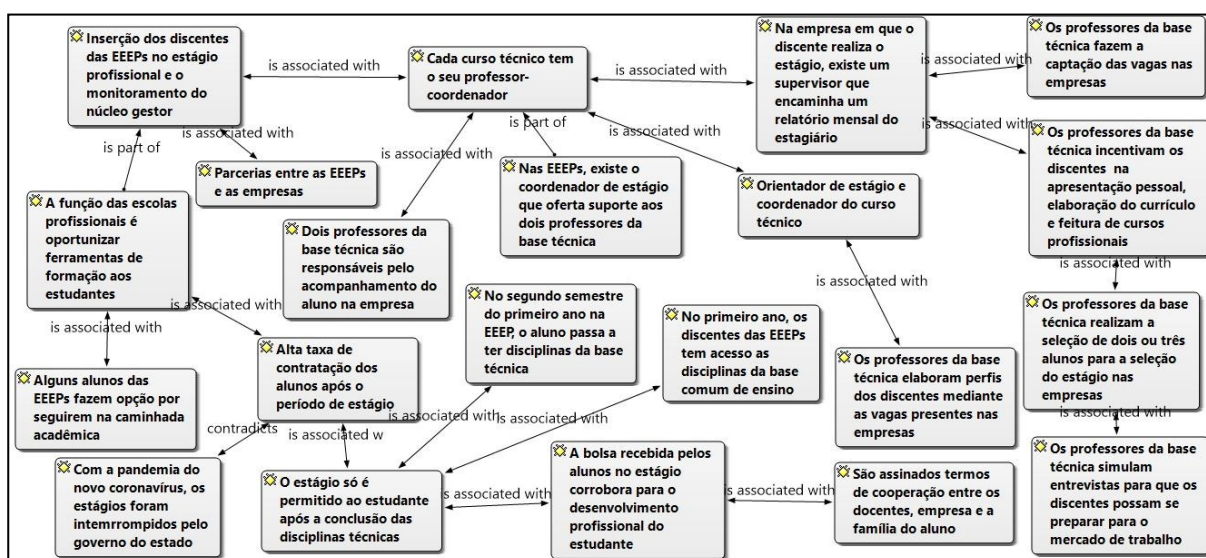 Inserção dos discentes
das EEEPs no estágio
profissional e o
monitoramento do
núcleo gestor
is associated with
Cada curso técnico tem
o seu professor-
coordenador
is associated with
Na empresa em que o
discente realiza o
estágio, existe um
supervisor que
encaminha um
relatório mensal do
estagiário
is associated with
Os professores da base
técnica fazem a
captação das vagas nas
empresas
is associated with
is part of
Parcerias entre as EEEPs
e as empresas
is associated with
is part of
is associated with
is associated with
Os professores da base
técnica incentivam os
discentes na
apresentação pessoal,
elaboração do currículo
e feitura de cursos
profissionais
A função das escolas
profissionais é
oportunizar
ferramentas de
formação aos
estudantes
Dois professores da
base técnica são
responsáveis pelo
acompanhamento do
aluno na empresa
Nas EEEPs, existe o
coordenador de estágio
que oferta suporte aos
dois professores da
base técnica
Orientador de estágio e
coordenador do curso
técnico
is associated with
is associated with
is associated with
is associated with
Alguns alunos das
EEEPs fazem opção por
seguirem na caminhada
acadêmica
Alta taxa de
contratação dos
alunos após o
período de estágio
No segundo semestre
do primeiro ano na
EEEP, o aluno passa a
ter disciplinas da base
técnica
No primeiro ano, os
discentes das EEEPs
tem acesso as
disciplinas da base
comum de ensino
Os professores da base
técnica elaboram perfis
dos discentes mediante
as vagas presentes nas
empresas
Os professores da base
técnica realizam a
seleção de dois ou três
alunos para a seleção
do estágio nas
empresas
contradicts
is associated w
is associated with
is associated with
is associated with
Com a pandemia do
novo coronavírus, os
estágios foram
intemrrompidos pelo
governo do estado
O estágio só é
permitido ao estudante
após a conclusão das
disciplinas técnicas
is associated with
A bolsa recebida pelos
alunos no estágio
corrobora para o
desenvolvimento
profissional do
estudante
is associated with
São assinados termos
de cooperação entre os
docentes, empresa e a
família do aluno
Os professores da base
técnica simulam
entrevistas para que os
discentes possam se
preparar para o
mercado de trabalho